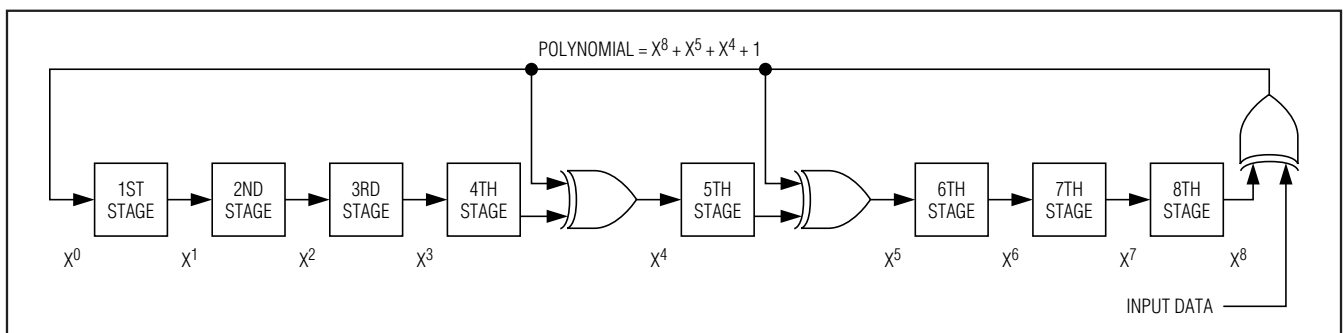 POLYNOMIAL = X⁸ + X⁵ + X⁴ + 1
1ST
STAGE
2ND
STAGE
3RD
STAGE
4TH
STAGE
5TH
STAGE
6TH
STAGE
7TH
STAGE
8TH
STAGE
X⁰
X¹
X²
X³
X⁴
X⁵
X⁶
X⁷
X⁸
INPUT DATA